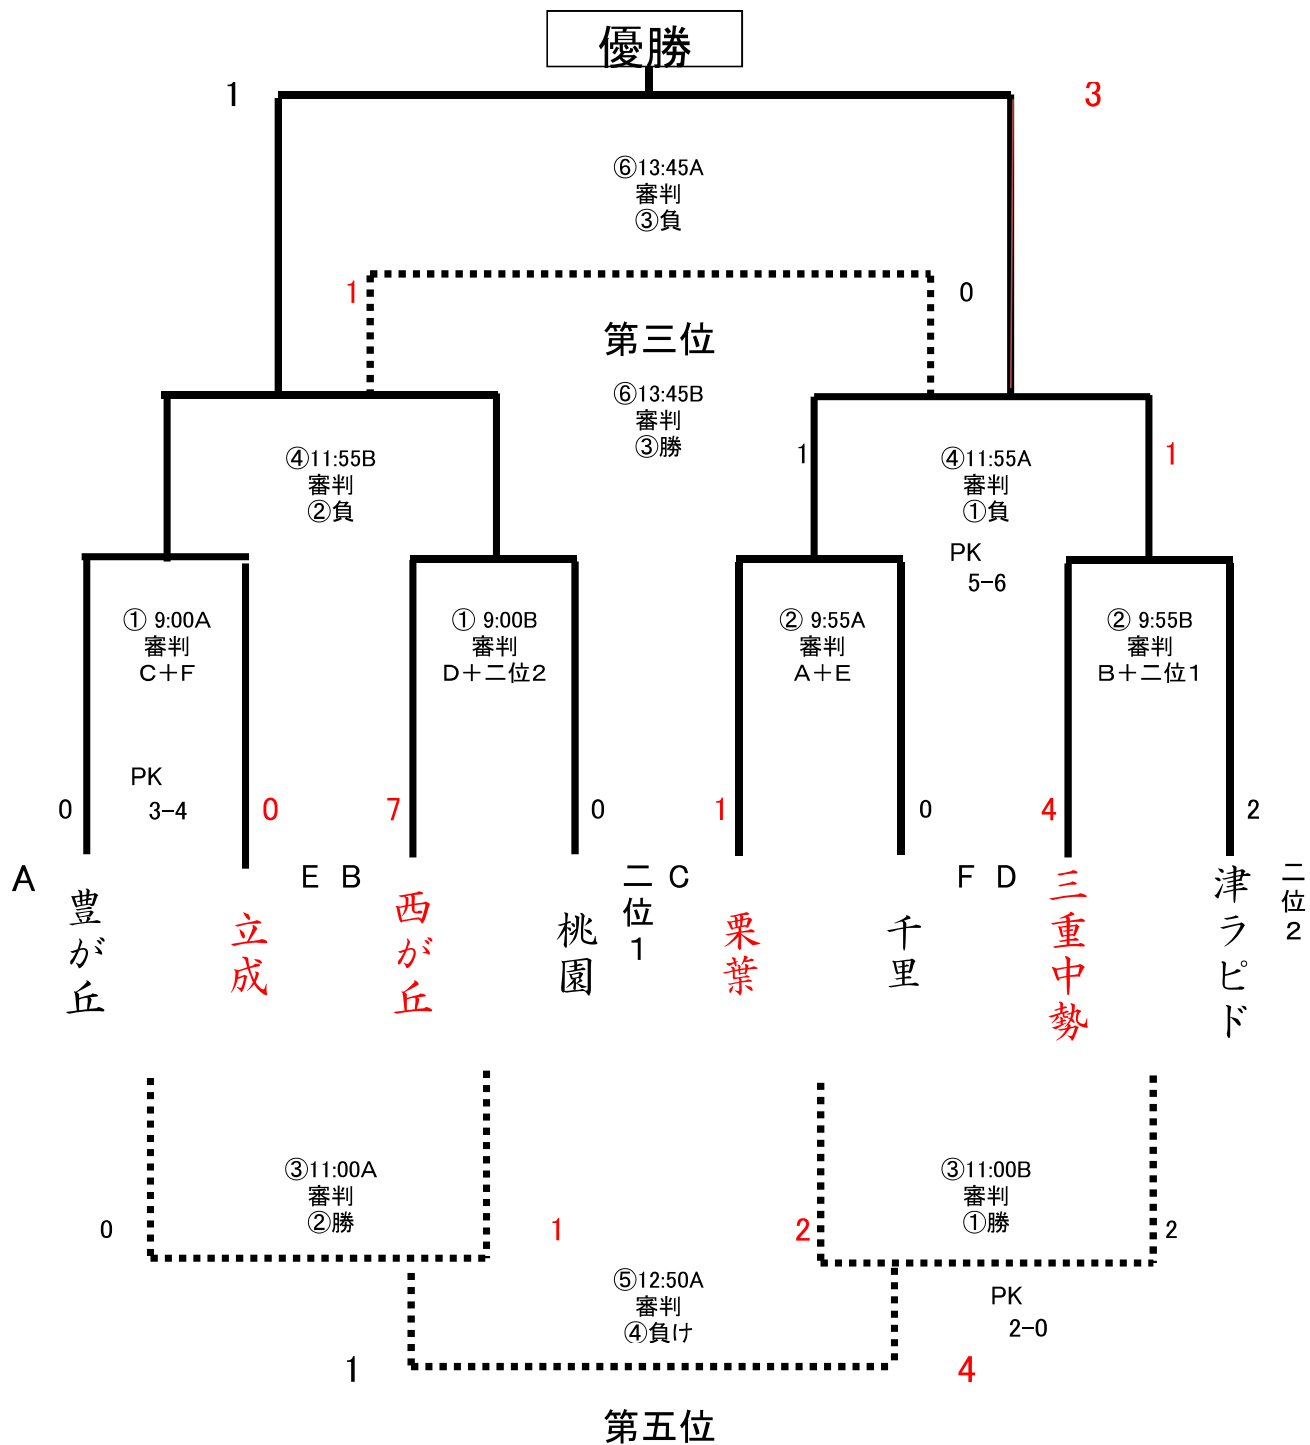 優勝
1
3
⑥13:45A
審判
③負
1
0
第三位
⑥13:45B
審判
③勝
④11:55B
審判
②負
1
④11:55A
審判
①負
1
PK
5-6
① 9:00A
審判
C+F
① 9:00B
審判
D+二位2
② 9:55A
審判
A+E
② 9:55B
審判
B+二位1
PK
3-4
0
0
7
0
1
0
4
2
A
豊が丘
立成
E
B
西が丘
桃園
二位1
C
栗葉
千里
F
D
三重中勢
津ラピド
二位2
③11:00A
審判
②勝
0
1
③11:00B
審判
①勝
2
2
PK
2-0
⑤12:50A
審判
④負け
1
4
第五位